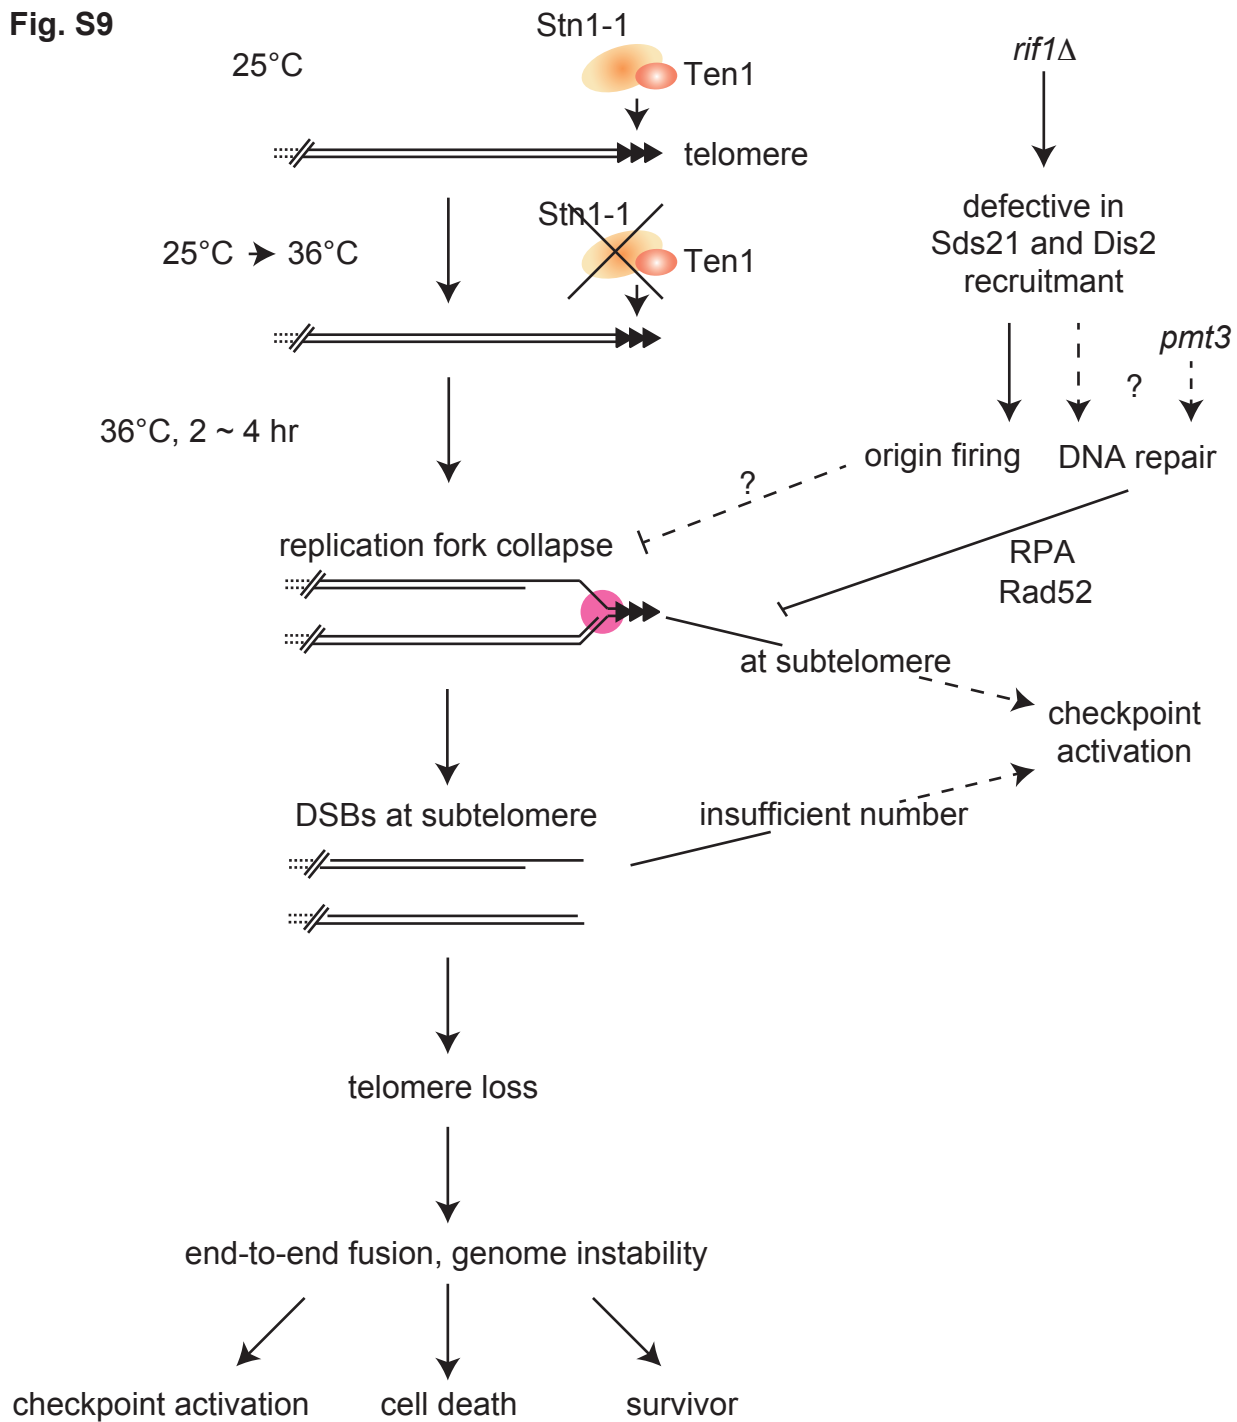 Fig. S9
Stn1-1
25°C
Ten1
rif1Δ
telomere
Stn1-1
25°C → 36°C
Ten1
defective in
Sds21 and Dis2
recruitmant
pmt3
?
36°C, 2 ~ 4 hr
origin firing
DNA repair
?
replication fork collapse
RPA
Rad52
at subtelomere
checkpoint
activation
DSBs at subtelomere
insufficient number
telomere loss
end-to-end fusion, genome instability
checkpoint activation
cell death
survivor